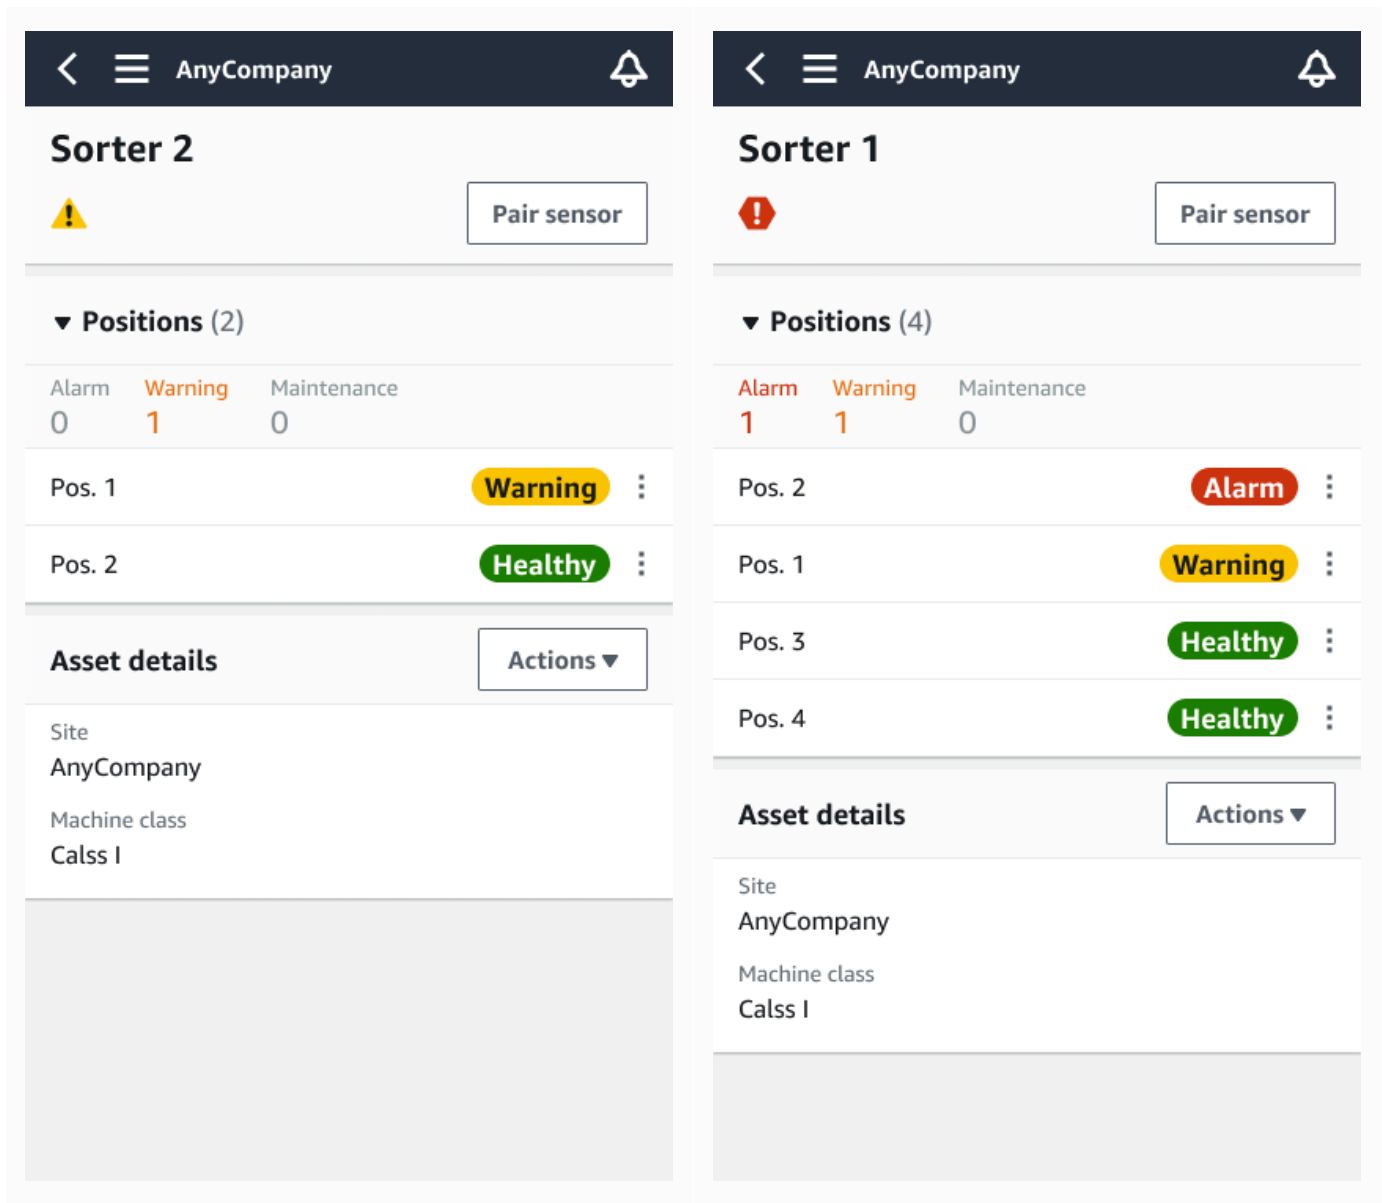 AnyCompany
Sorter 2
Pair sensor
Positions (2)
Alarm Warning Maintenance
0 1 0
Pos. 1 Warning
Pos. 2 Healthy
Asset details Actions
Site
AnyCompany
Machine class
Calss I
AnyCompany
Sorter 1
Pair sensor
Positions (4)
Alarm Warning Maintenance
1 1 0
Pos. 2 Alarm
Pos. 1 Warning
Pos. 3 Healthy
Pos. 4 Healthy
Asset details Actions
Site
AnyCompany
Machine class
Calss I